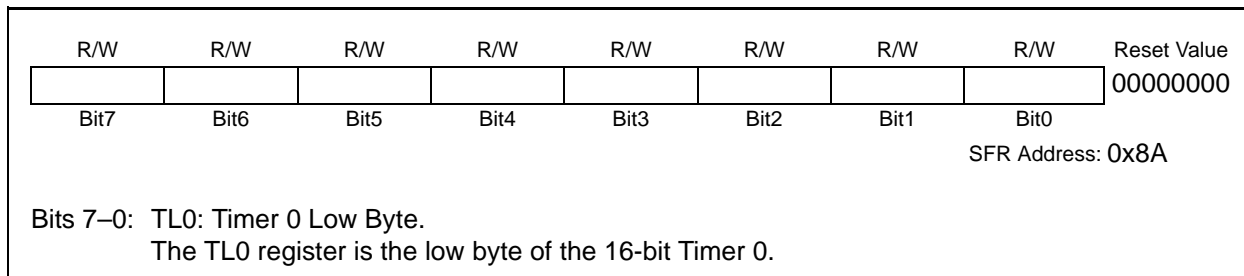 R/W R/W R/W R/W R/W R/W R/W R/W Reset Value
00000000
Bit7 Bit6 Bit5 Bit4 Bit3 Bit2 Bit1 Bit0
SFR Address: 0x8A
Bits 7–0: TL0: Timer 0 Low Byte.
The TL0 register is the low byte of the 16-bit Timer 0.